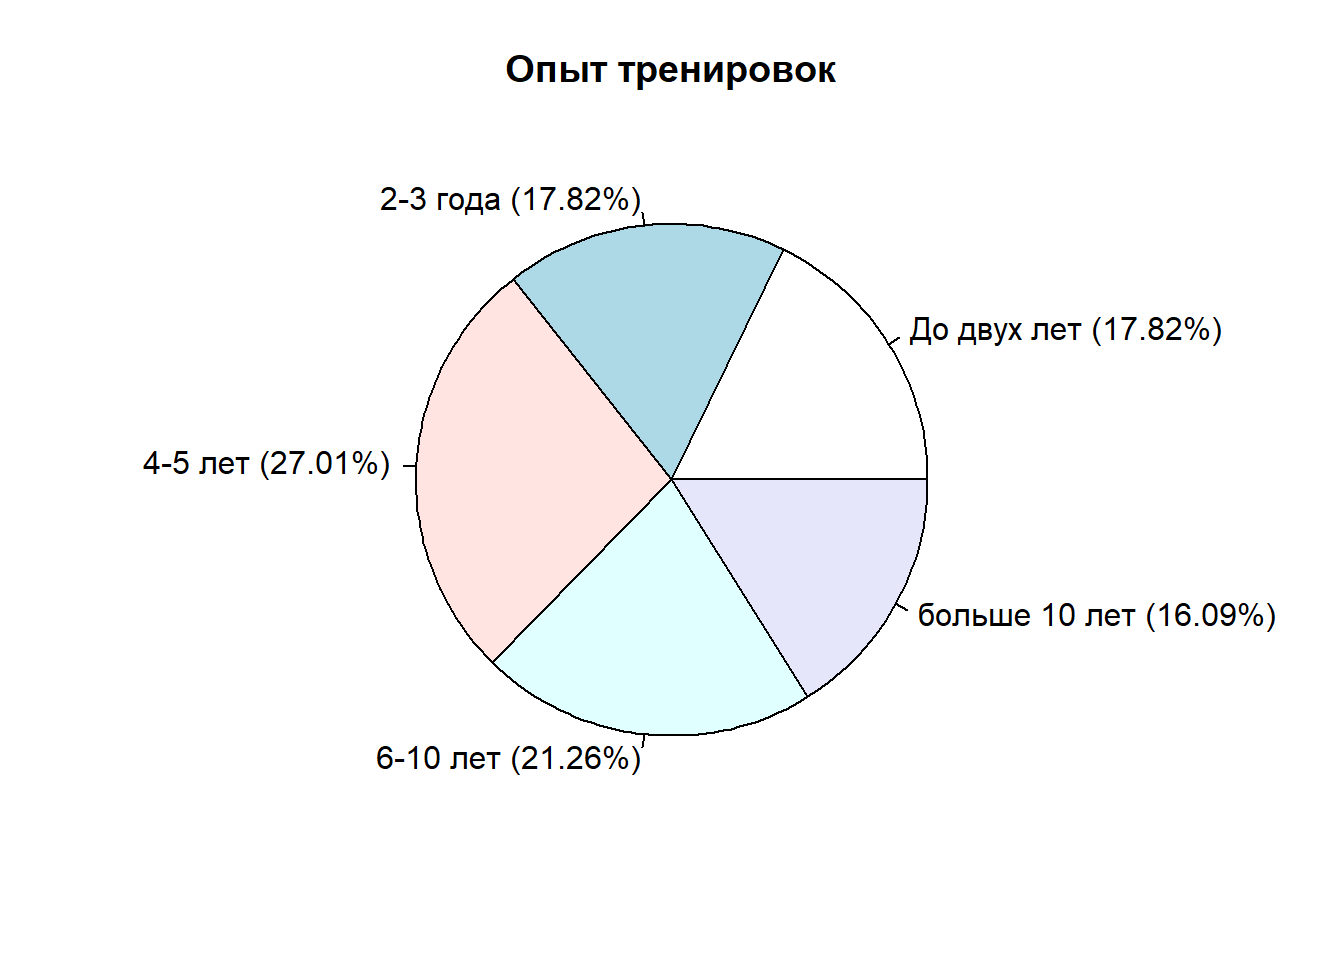 Опыт тренировок
2-3 года (17.82%)
До двух лет (17.82%)
4-5 лет (27.01%)
больше 10 лет (16.09%)
6-10 лет (21.26%)